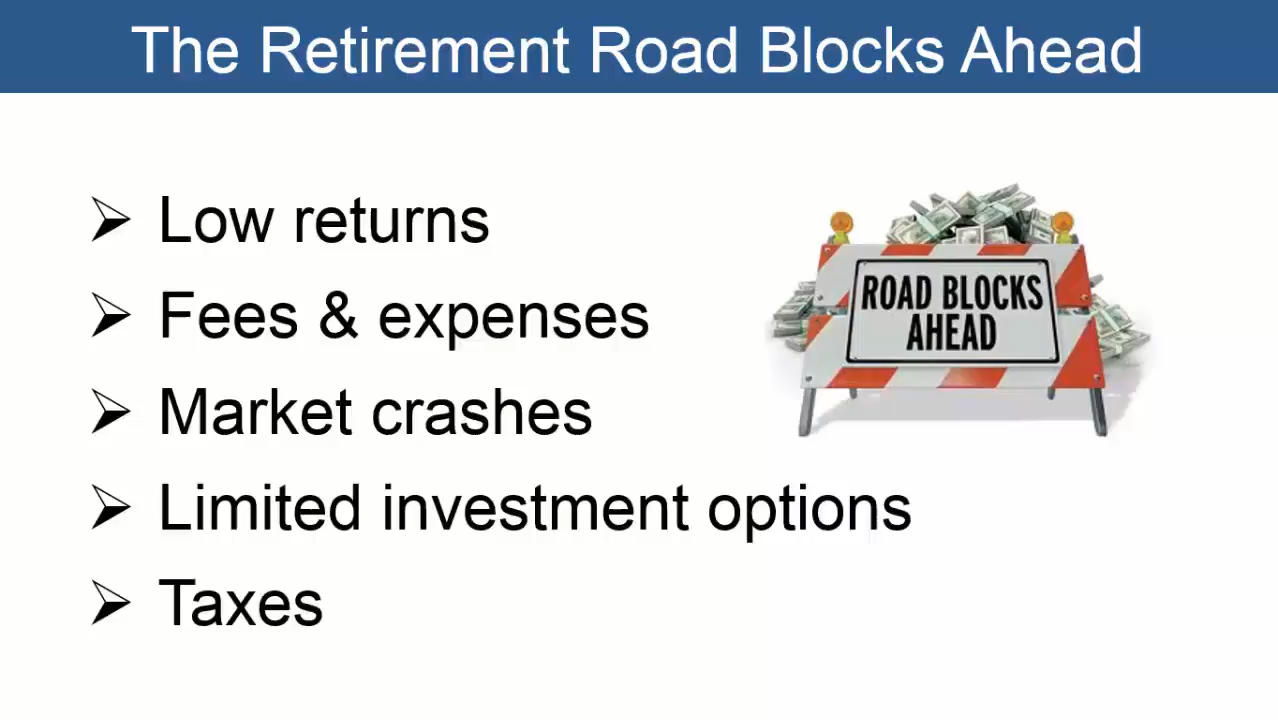 The Retirement Road Blocks Ahead
Low returns
Fees & expenses
Market crashes
Limited investment options
Taxes
ROAD BLOCKS
AHEAD